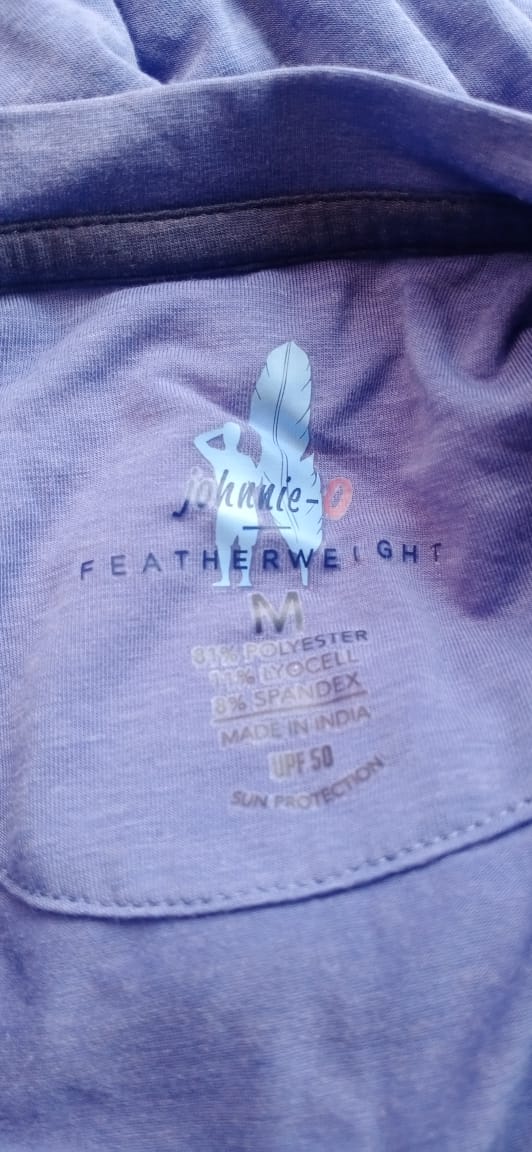 johnnie-O
FEATHERWEIGHT
M
81% POLYESTER
11% LYOCELL
8% SPANDEX
MADE IN INDIA
UPF 50
SUN PROTECTION